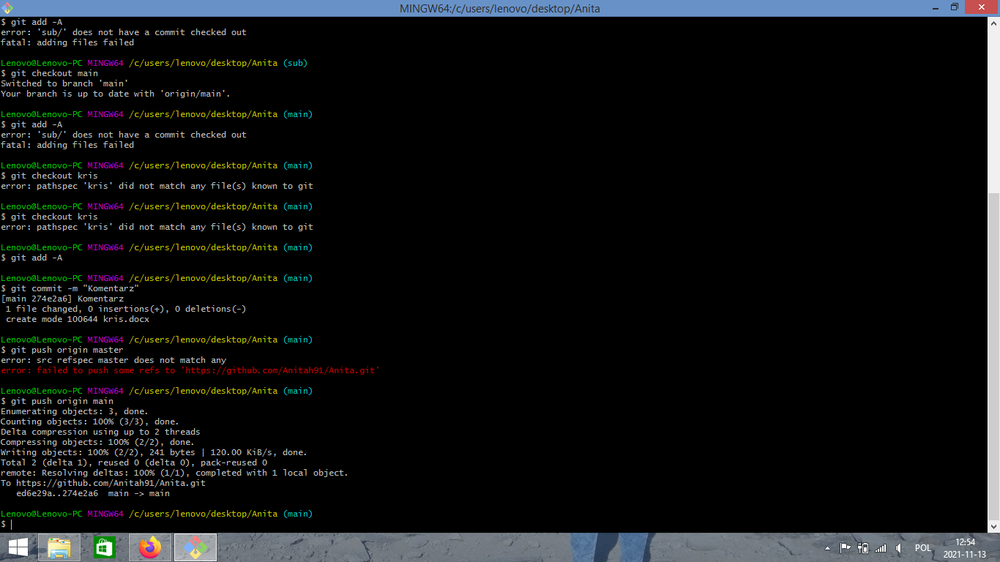 MINGW64:/c/users/lenovo/desktop/Anita
$ git add -A
error: 'sub/' does not have a commit checked out
fatal: adding files failed
Lenovo@Lenovo-PC MINGW64 /c/users/lenovo/desktop/Anita (sub)
$ git checkout main
Switched to branch 'main'
Your branch is up to date with 'origin/main'.
Lenovo@Lenovo-PC MINGW64 /c/users/lenovo/desktop/Anita (main)
$ git add -A
error: 'sub/' does not have a commit checked out
fatal: adding files failed
Lenovo@Lenovo-PC MINGW64 /c/users/lenovo/desktop/Anita (main)
$ git checkout kris
error: pathspec 'kris' did not match any file(s) known to git
Lenovo@Lenovo-PC MINGW64 /c/users/lenovo/desktop/Anita (main)
$ git checkout kris
error: pathspec 'kris' did not match any file(s) known to git
Lenovo@Lenovo-PC MINGW64 /c/users/lenovo/desktop/Anita (main)
$ git add -A
Lenovo@Lenovo-PC MINGW64 /c/users/lenovo/desktop/Anita (main)
$ git commit -m "Komentarz"
[main 274e2a6] Komentarz
1 file changed, 0 insertions(+), 0 deletions(-)
create mode 100644 kris.docx
Lenovo@Lenovo-PC MINGW64 /c/users/lenovo/desktop/Anita (main)
$ git push origin master
error: src refspec master does not match any
error: failed to push some refs to 'https://github.com/Anitah91/Anita.git'
Lenovo@Lenovo-PC MINGW64 /c/users/lenovo/desktop/Anita (main)
$ git push origin main
Enumerating objects: 3, done.
Counting objects: 100% (3/3), done.
Delta compression using up to 2 threads
Compressing objects: 100% (2/2), done.
Writing objects: 100% (2/2), 241 bytes | 120.00 KiB/s, done.
Total 2 (delta 1), reused 0 (delta 0), pack-reused 0
remote: Resolving deltas: 100% (1/1), completed with 1 local object.
To https://github.com/Anitah91/Anita.git
ed6e29a..274e2a6  main -> main
Lenovo@Lenovo-PC MINGW64 /c/users/lenovo/desktop/Anita (main)
$
POL
12:54
2021-11-13